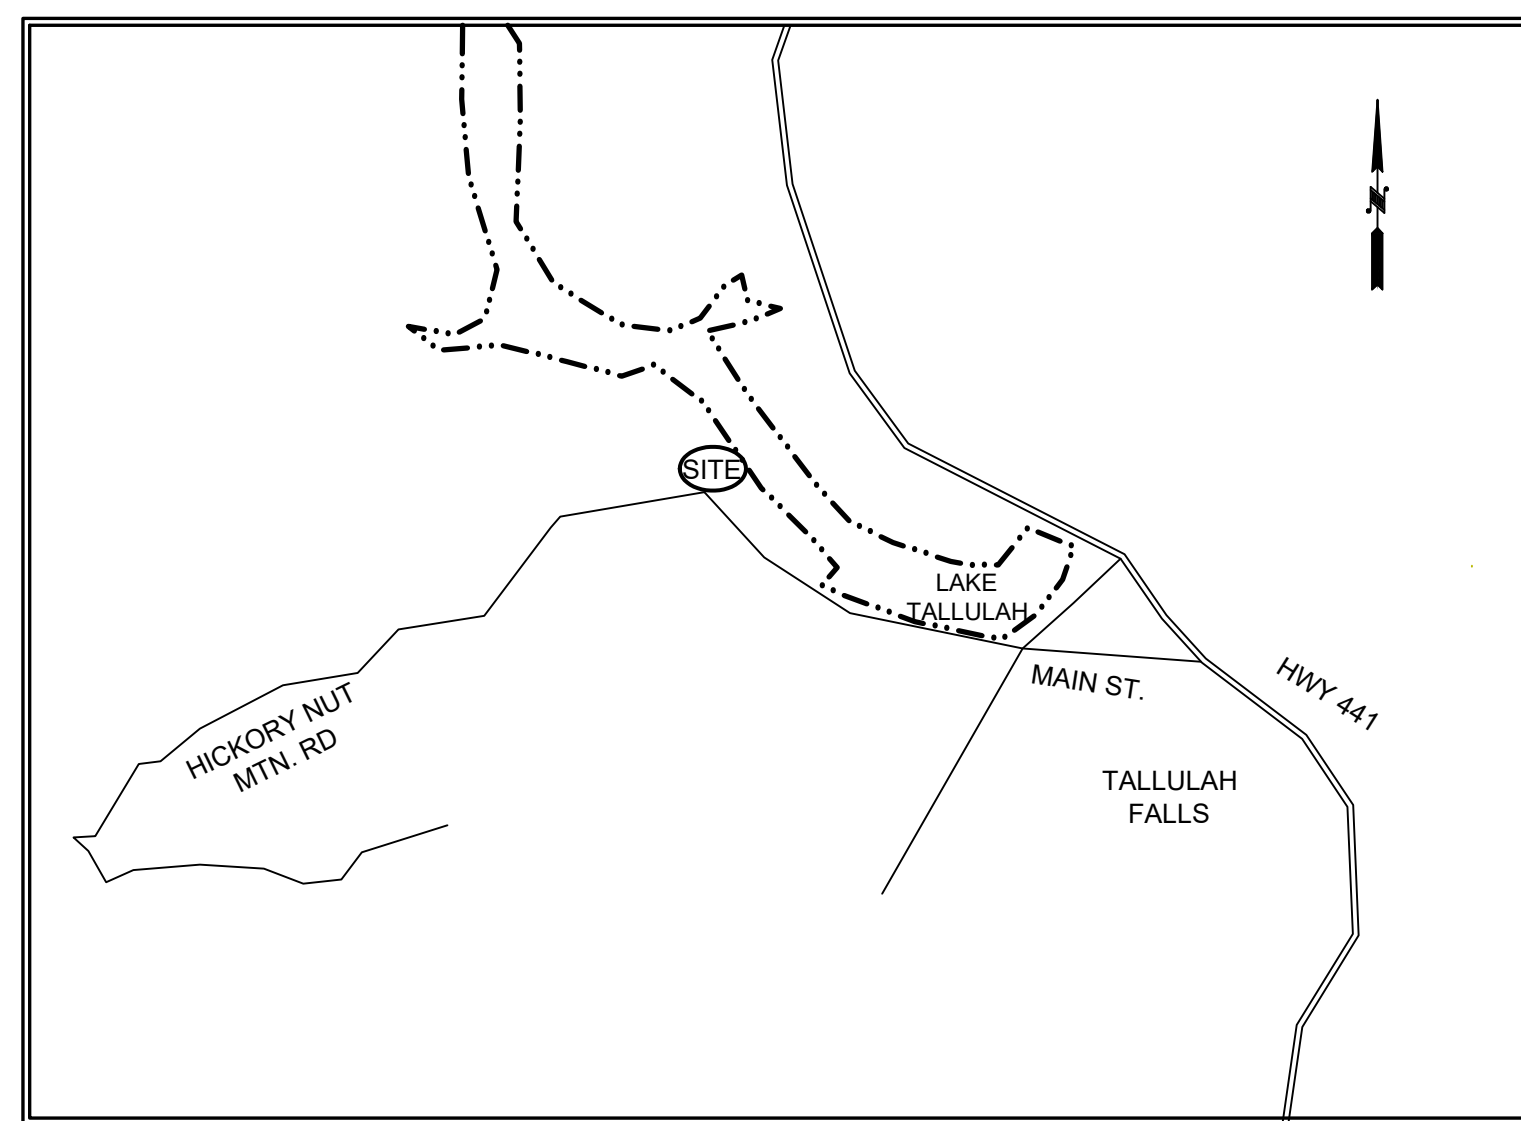 N
SITE
LAKE
TALLULAH
MAIN ST.
HWY 441
HICKORY NUT
MTN. RD
TALLULAH
FALLS